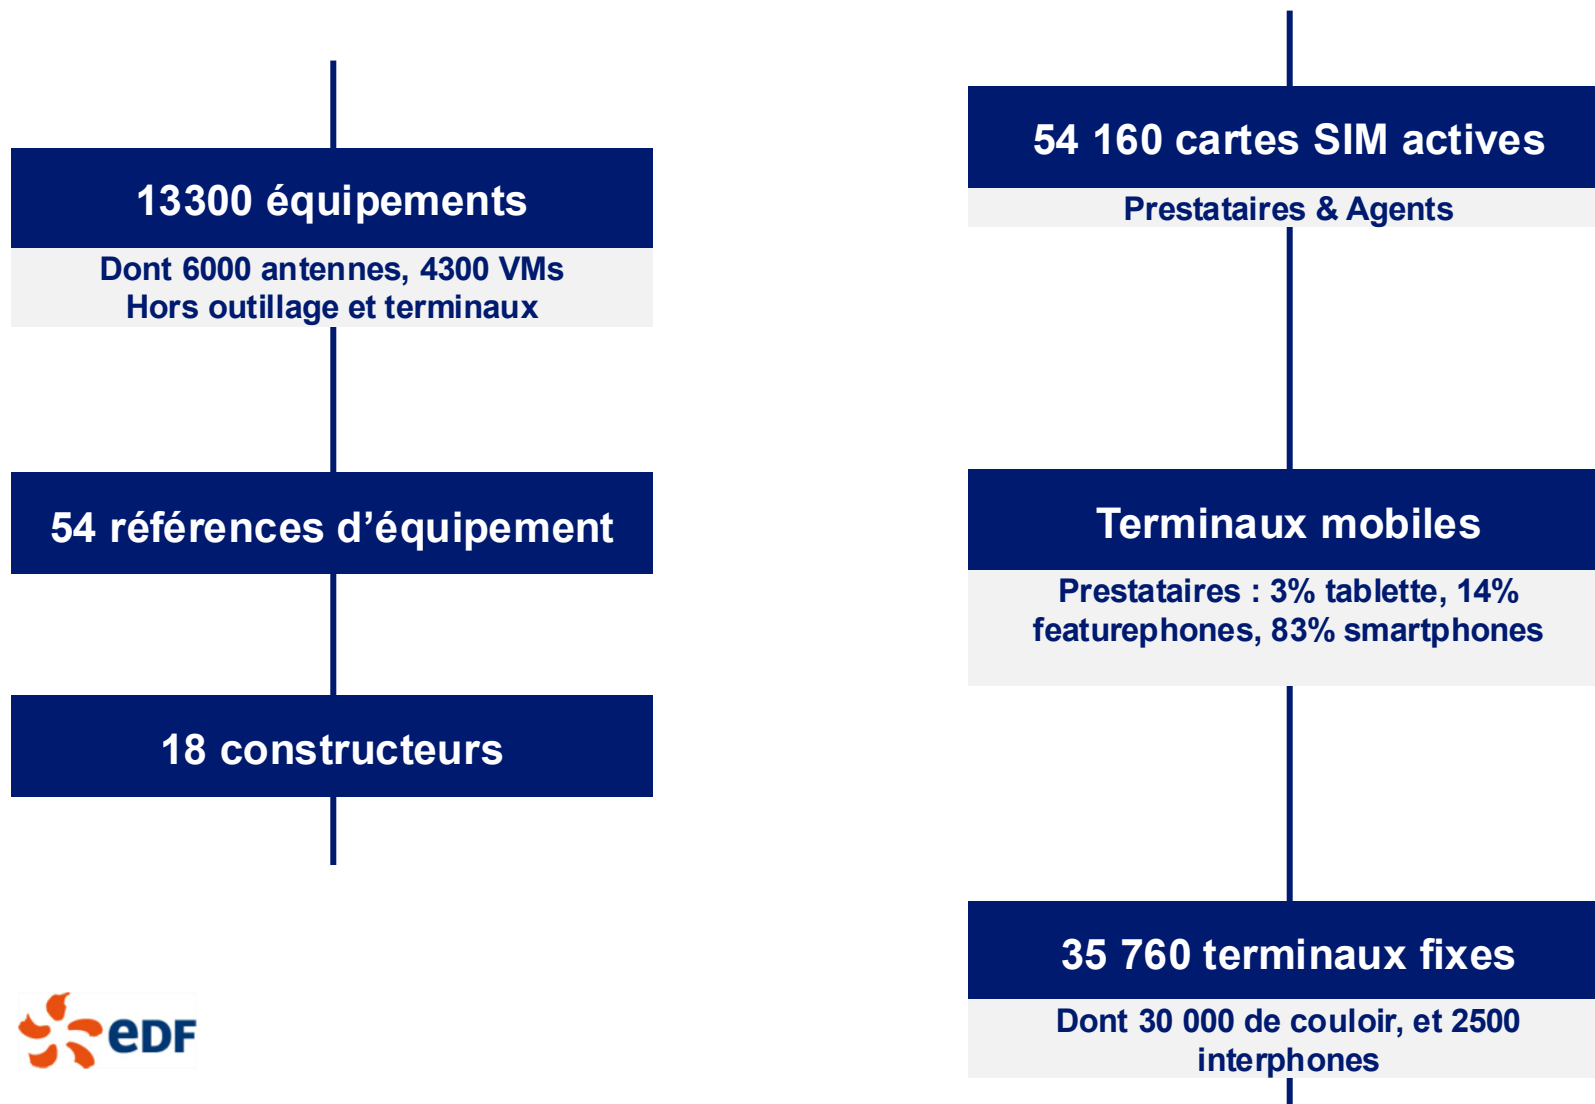 13300 équipements
Dont 6000 antennes, 4300 VMs
Hors outillage et terminaux
54 références d’équipement
18 constructeurs
54 160 cartes SIM actives
Prestataires & Agents
Terminaux mobiles
Prestataires : 3% tablette, 14%
featurephones, 83% smartphones
35 760 terminaux fixes
Dont 30 000 de couloir, et 2500
interphones
eDF